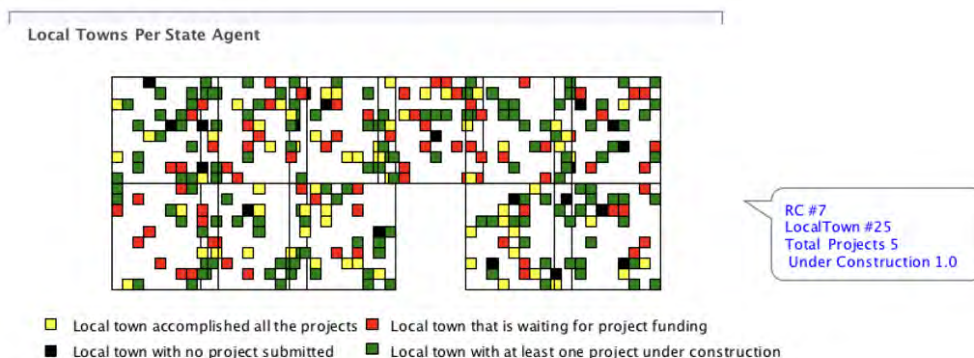 Local Towns Per State Agent
RC #7
LocalTown #25
Total Projects 5
Under Construction 1.0
Local town accomplished all the projects
Local town that is waiting for project funding
Local town with no project submitted
Local town with at least one project under construction